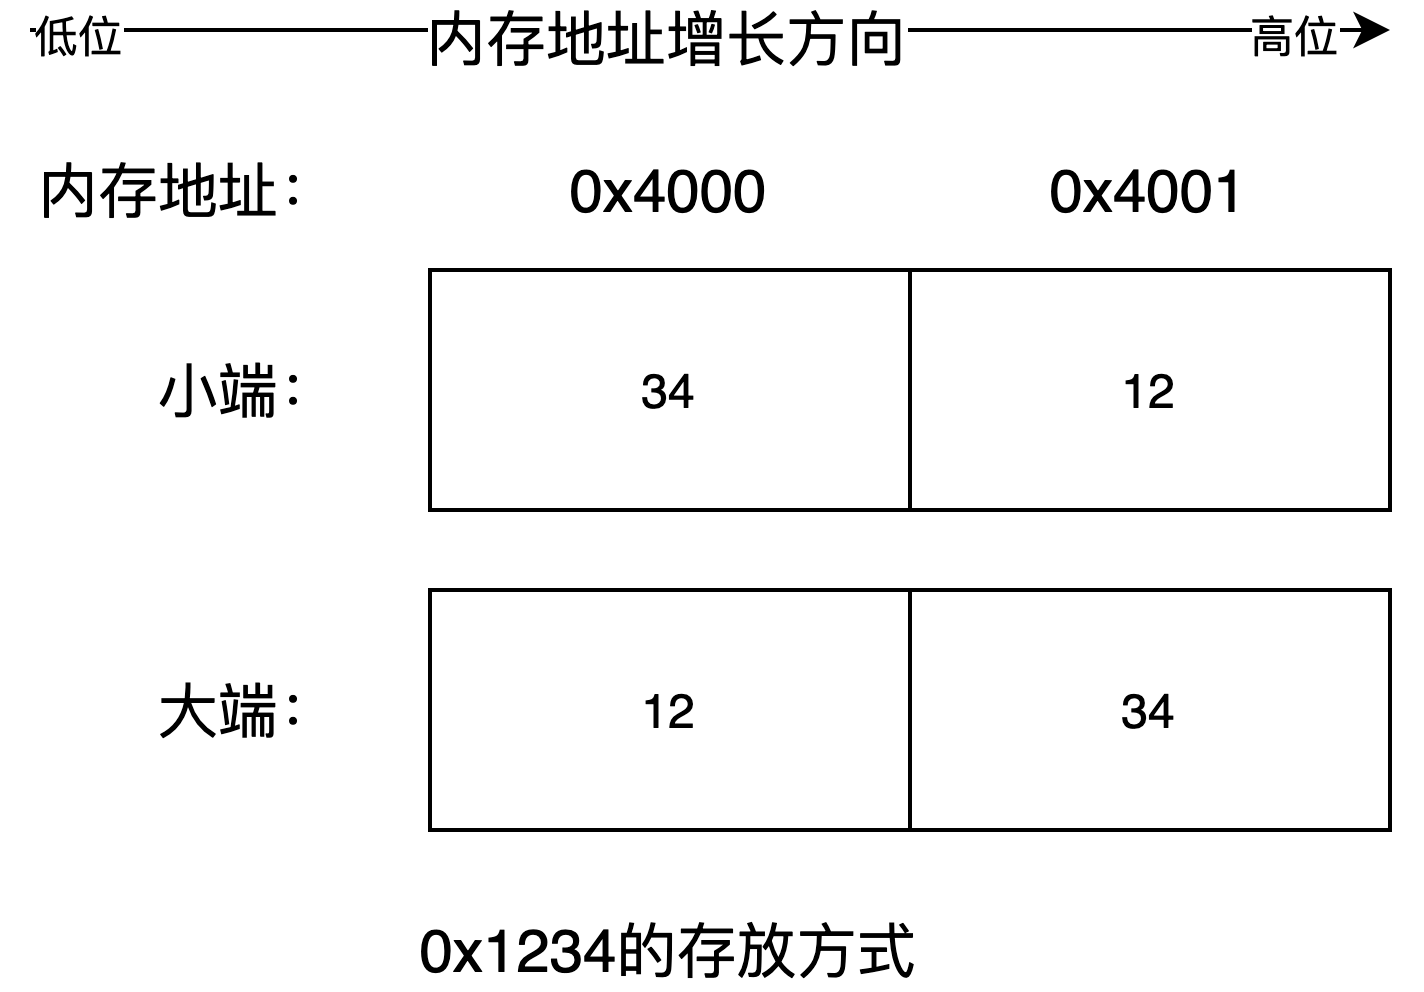 低位 内存地址增长方向 高位
内存地址： 0x4000 0x4001
小端： 34 12
大端： 12 34
0x1234的存放方式